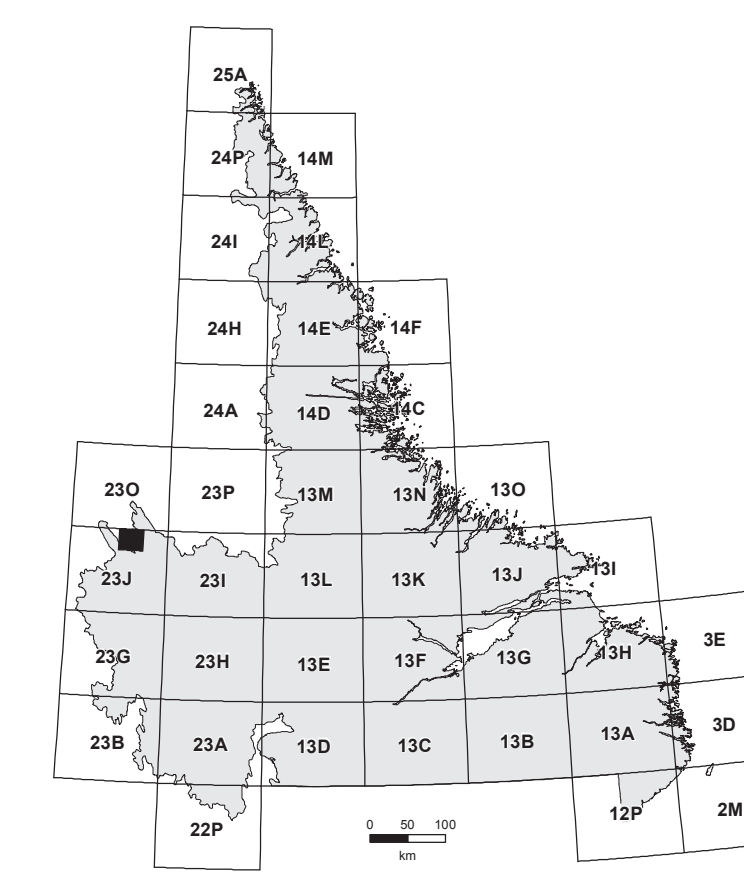 25A
24P 14M
24I 14L
24H 14E 14F
24A 14D 14C
23O 23P 13M 13N 13O
23J 23I 13L 13K 13J 13I
23G 23H 13E 13F 13G 13H 3E
23B 23A 13D 13C 13B 13A 3D
22P 12P 2M
0 50 100
km